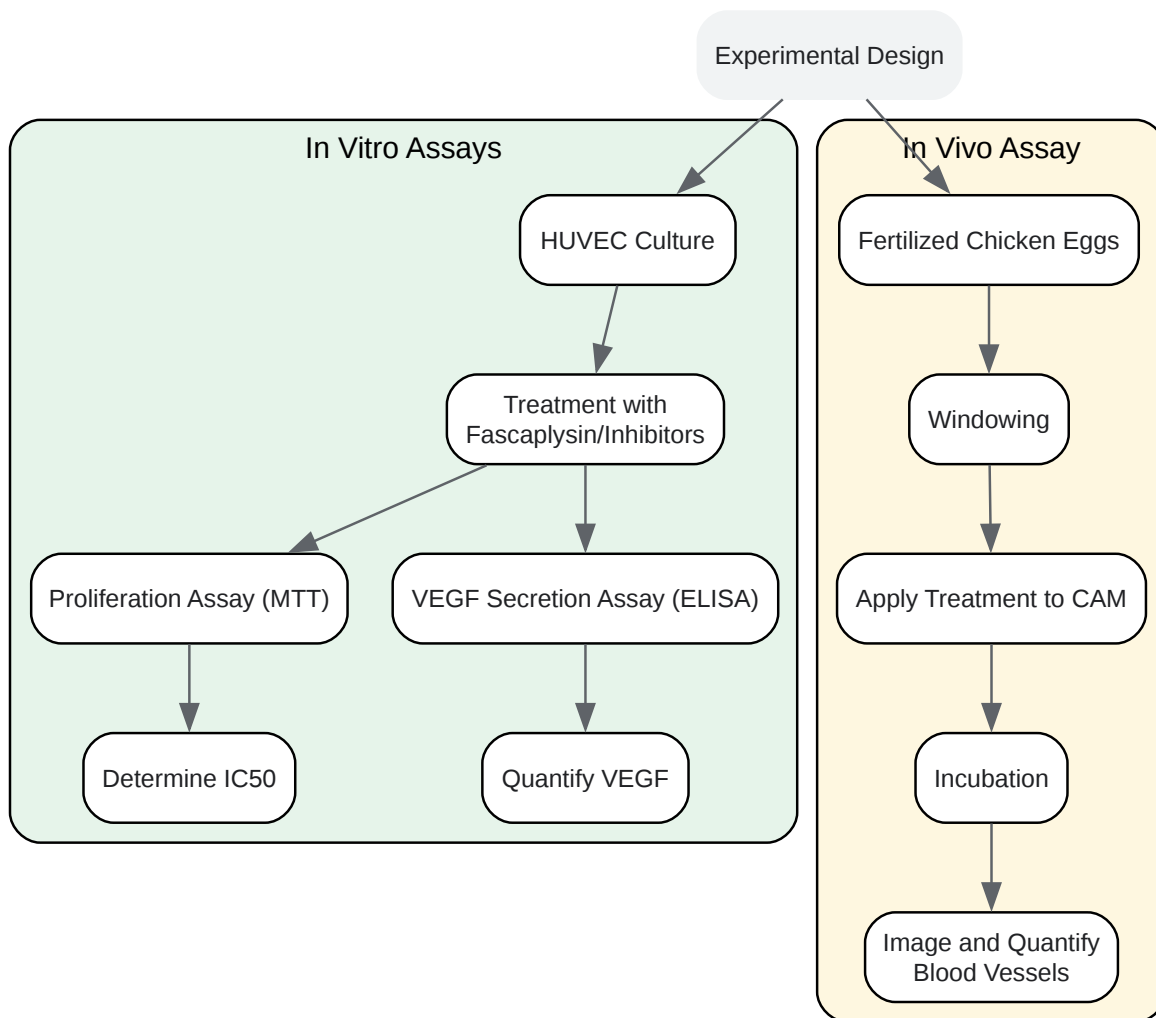 Experimental Design
In Vitro Assays
In Vivo Assay
HUVEC Culture
Fertilized Chicken Eggs
Treatment with
Fascaplysin/Inhibitors
Windowing
Proliferation Assay (MTT)
VEGF Secretion Assay (ELISA)
Apply Treatment to CAM
Determine IC50
Quantify VEGF
Incubation
Image and Quantify
Blood Vessels